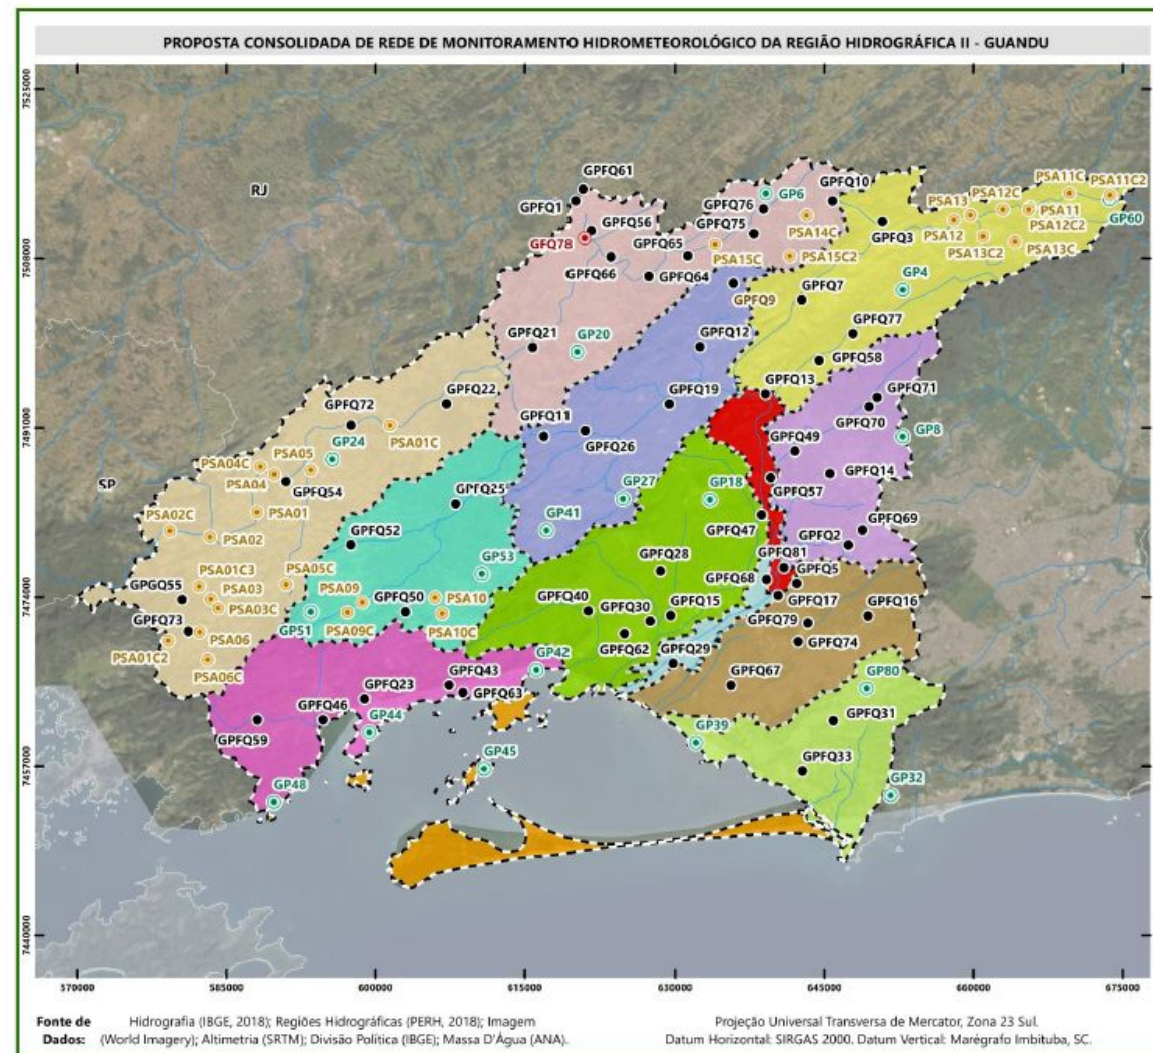 PROPOSTA CONSOLIDADA DE REDE DE MONITORAMENTO HIDROMETEOROLÓGICO DA REGIÃO HIDROGRÁFICA II - GUANDU
7525000
7508000
7491000
7474000
7457000
7440000
RJ
SP
GPFQ61
GPFQ1
GPFQ56
GFQ78
GPFQ65
GPFQ66
GPFQ64
GPFQ76
GPFQ75
GP6
GPFQ10
PSA14C
PSA15C
PSA15C2
GPFQ3
PSA13
PSA12C
PSA11C
PSA11C2
PSA12
PSA11
GP60
PSA12C2
PSA13C2
PSA13C
GPFQ9
GPFQ7
GP4
GPFQ77
GPFQ58
GPFQ21
GP20
GPFQ12
GPFQ22
GPFQ19
GPFQ13
GPFQ71
GPFQ70
GPFQ72
PSA01C
GPFQ11
GPFQ26
GPFQ49
GP8
GP24
PSA04C
PSA05
PSA04
GPFQ54
GPFQ14
GPFQ57
PSA01
GPFQ25
GP27
GP18
GPFQ47
PSA02C
PSA02
GPFQ52
GP41
GPFQ69
GPFQ2
GPFQ81
GPFQ5
GPFQ28
GP53
PSA01C3
PSA05C
PSA03
PSA03C
GPGQ55
GPFQ73
PSA06
PSA01C2
PSA06C
PSA09
PSA09C
GPFQ50
PSA10
PSA10C
GP51
GPFQ40
GPFQ30
GPFQ15
GPFQ68
GPFQ17
GPFQ16
GPFQ79
GPFQ74
GPFQ62
GPFQ29
GPFQ67
GP42
GPFQ43
GPFQ63
GPFQ23
GPFQ46
GPFQ59
GP44
GP45
GP48
GP80
GP39
GPFQ31
GPFQ33
GP32
570000 585000 600000 615000 630000 645000 660000 675000
Fonte de Dados: Hidrografia (IBGE, 2018); Regiões Hidrográficas (PERH, 2018); Imagem
(World Imagery); Altimetria (SRTM); Divisão Política (IBGE); Massa D'Água (ANA).
Projeção Universal Transversa de Mercator, Zona 23 Sul.
Datum Horizontal: SIRGAS 2000. Datum Vertical: Marégrafo Imbituba, SC.